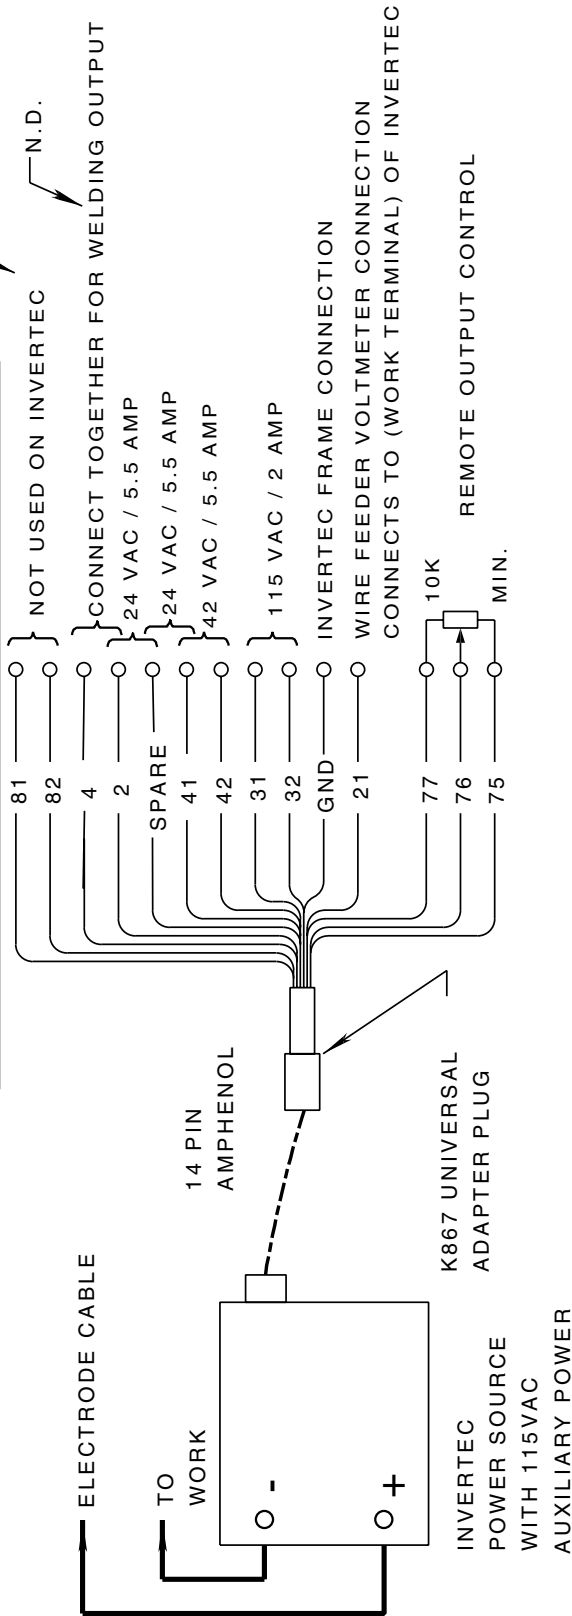 N.D.
81
82
4
2
SPARE
41
42
31
32
GND
21
77
76
75
NOT USED ON INVERTEC
CONNECT TOGETHER FOR WELDING OUTPUT
24 VAC / 5.5 AMP
24 VAC / 5.5 AMP
42 VAC / 5.5 AMP
115 VAC / 2 AMP
INVERTEC FRAME CONNECTION
WIRE FEEDER VOLTMETER CONNECTION
CONNECTS TO (WORK TERMINAL) OF INVERTEC
10K
REMOTE OUTPUT CONTROL
MIN.
14 PIN
AMPHENOL
K867 UNIVERSAL
ADAPTER PLUG
ELECTRODE CABLE
TO
WORK
-
+
INVERTEC
POWER SOURCE
WITH 115VAC
AUXILIARY POWER